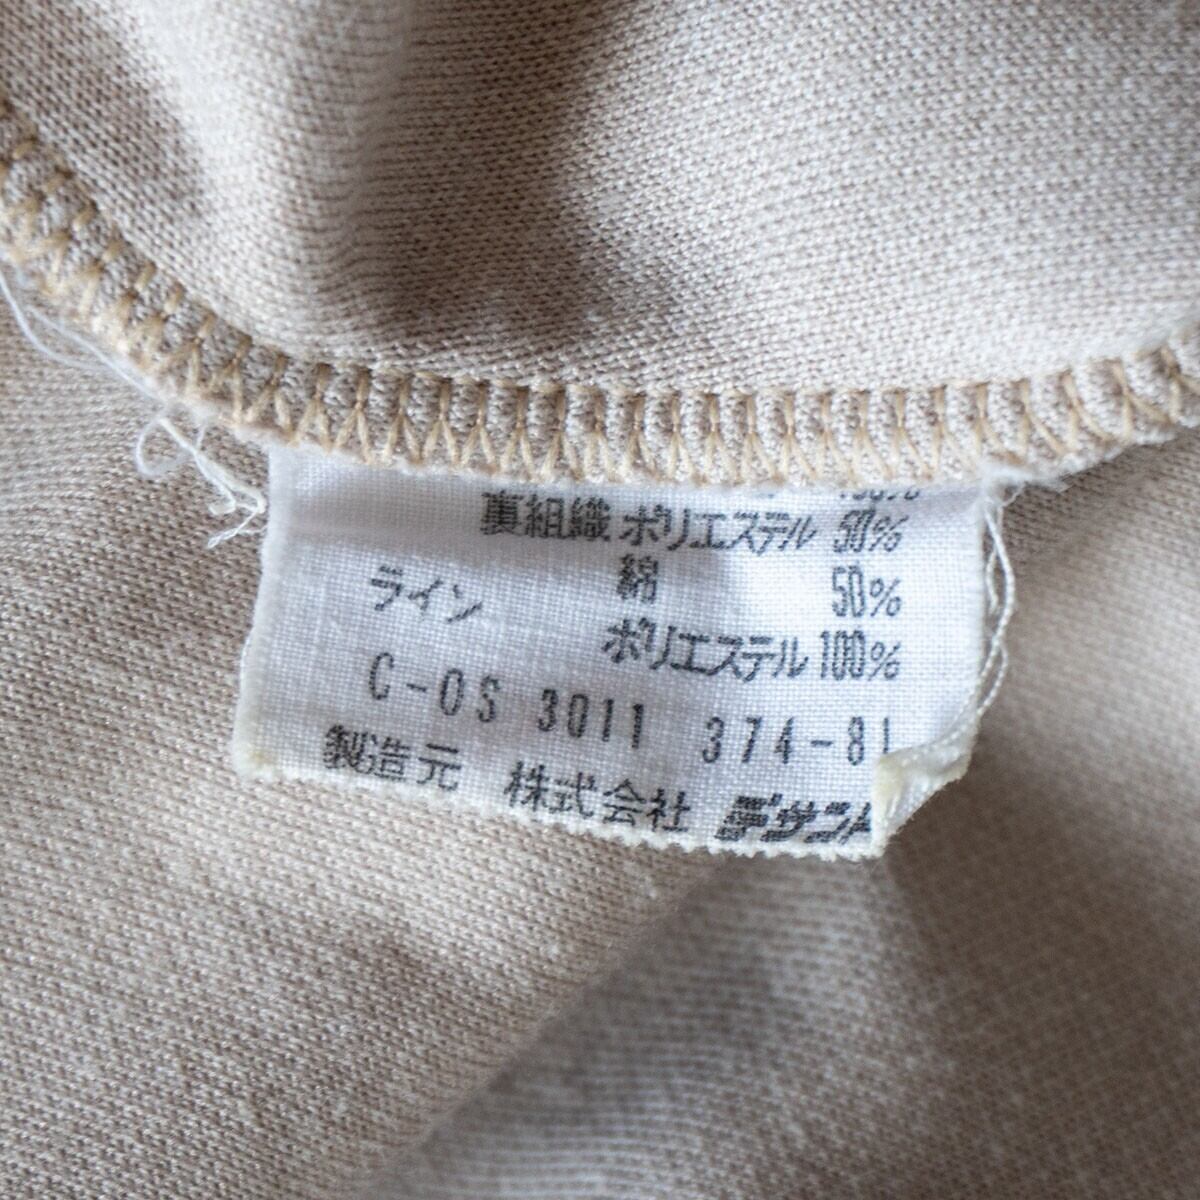 100%
裏組織 ポリエステル 50%
綿 50%
ライン
ポリエステル 100%
C-OS 3011 374-81
製造元 株式会社 デサント